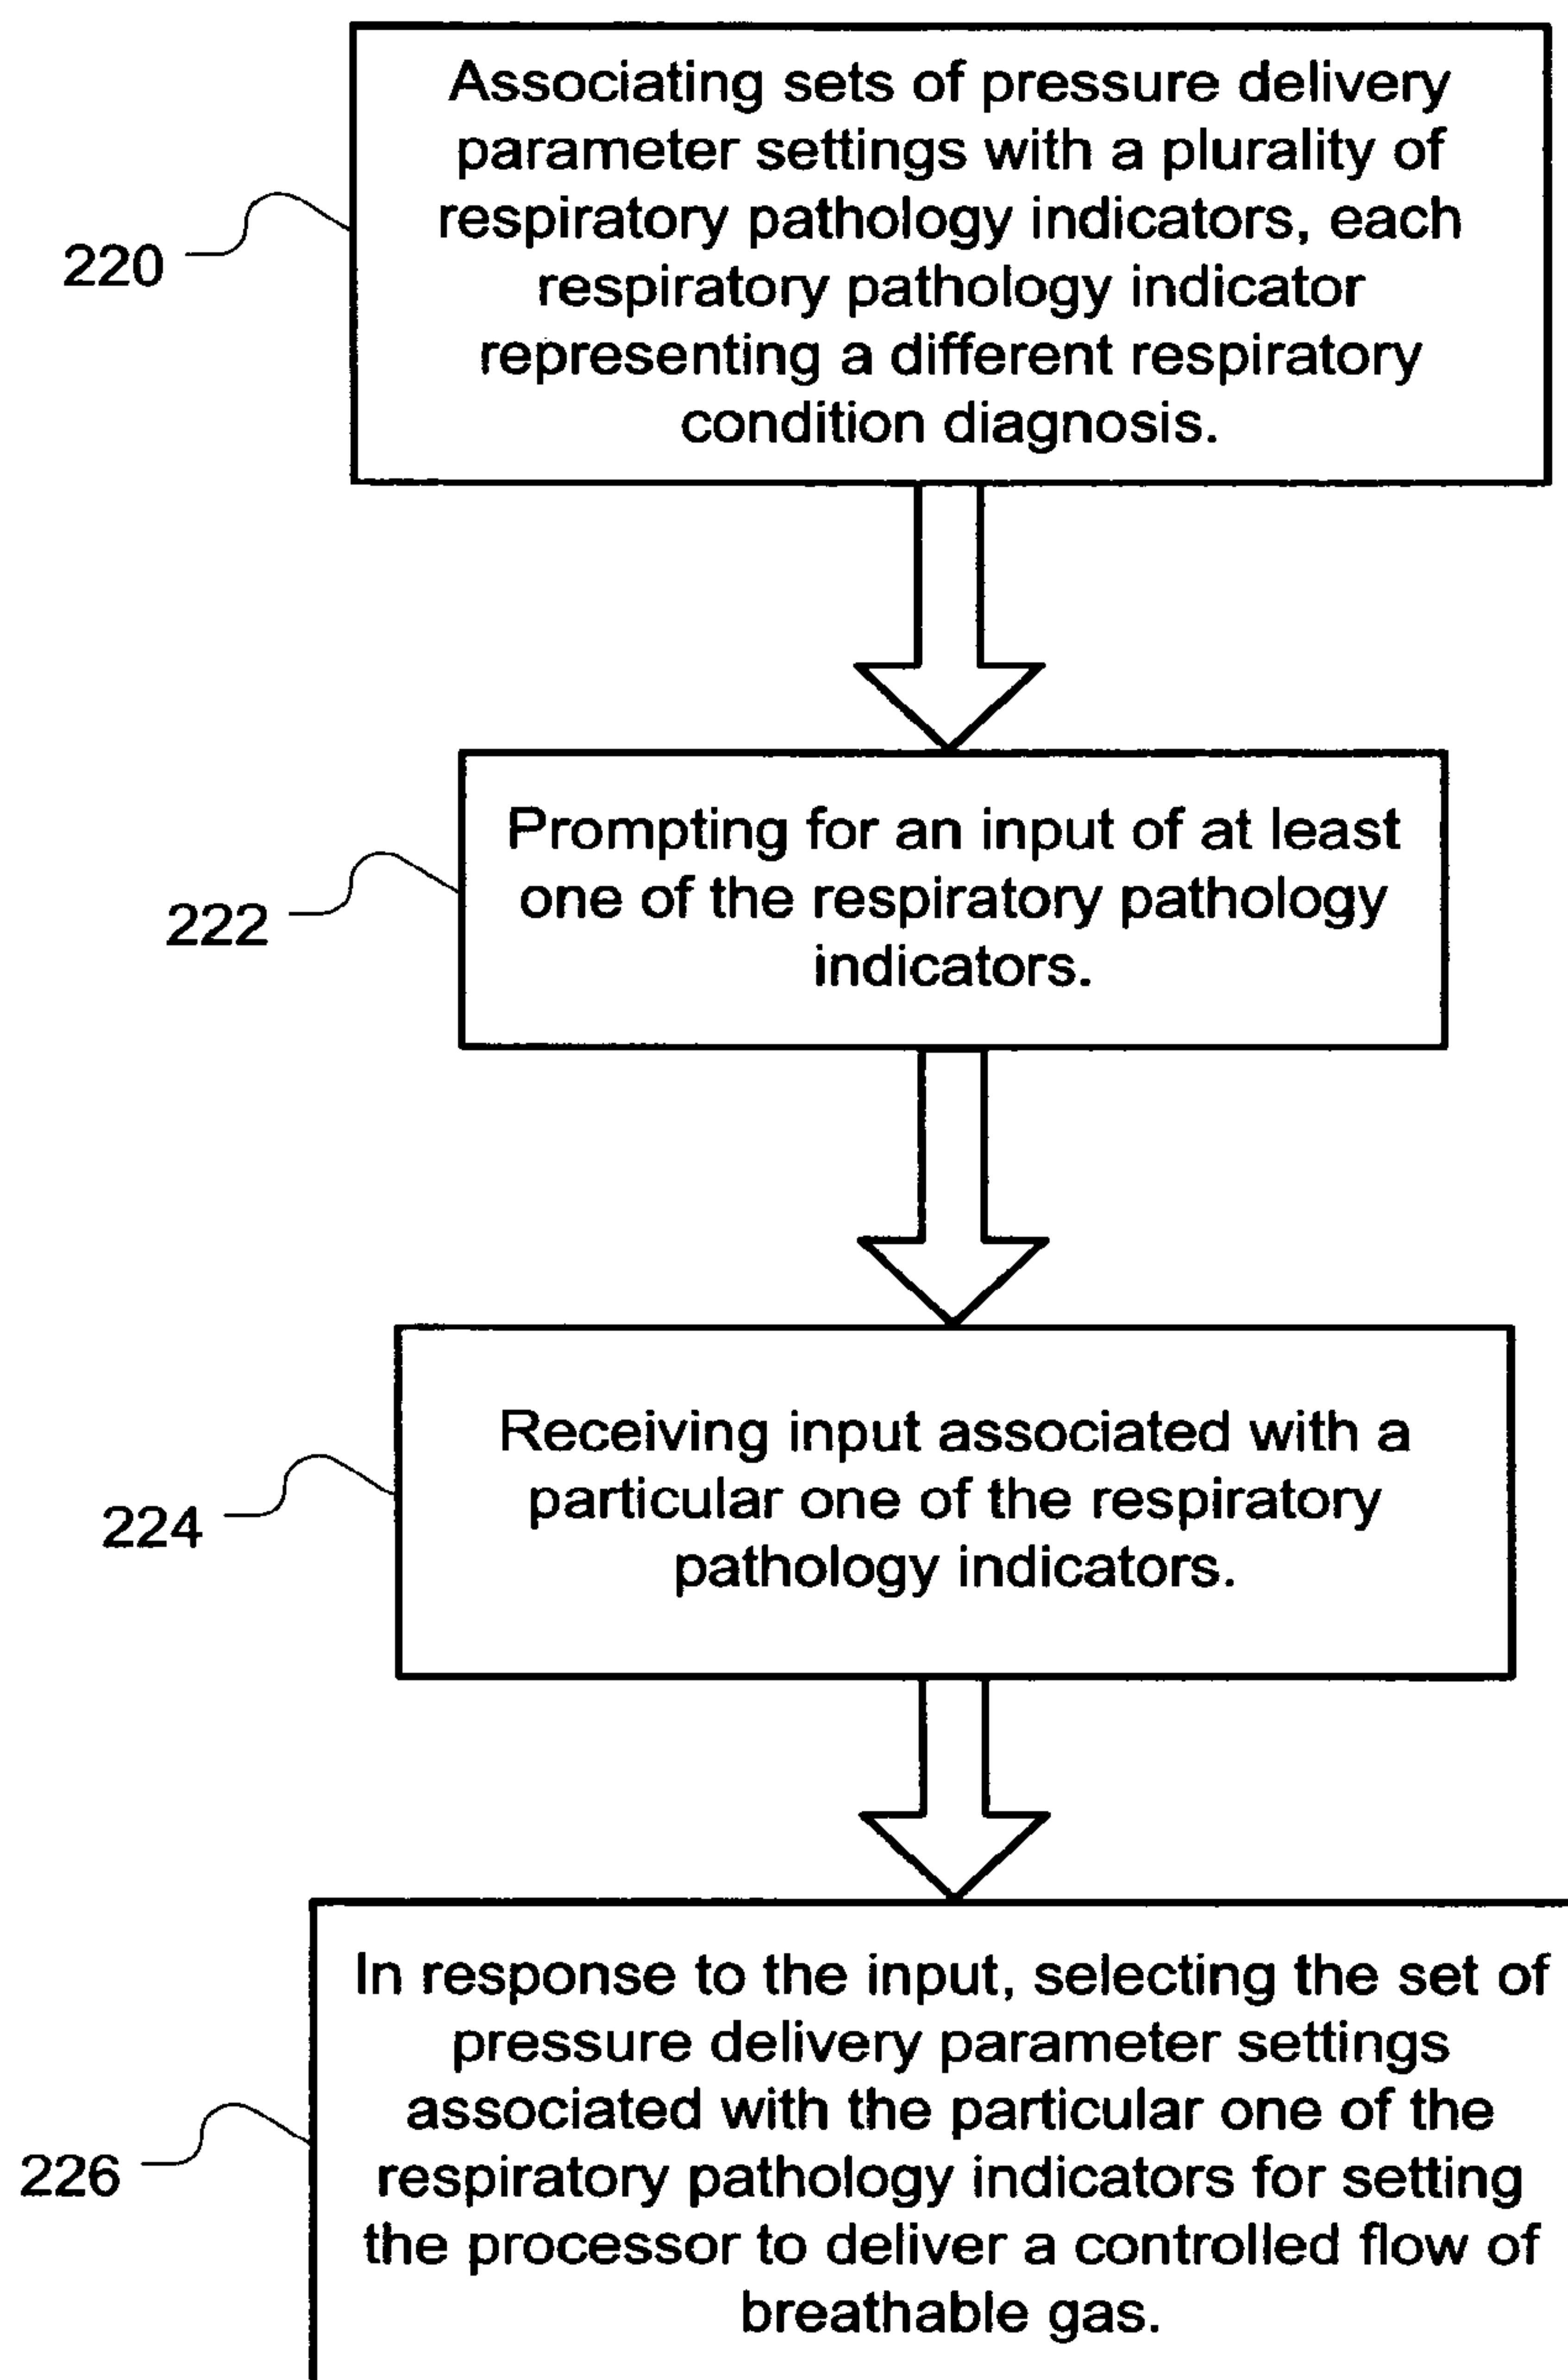 Associating sets of pressure delivery
parameter settings with a plurality of
respiratory pathology indicators, each
respiratory pathology indicator
representing a different respiratory
condition diagnosis.
220
Prompting for an input of at least
one of the respiratory pathology
indicators.
222
Receiving input associated with a
particular one of the respiratory
pathology indicators.
224
In response to the input, selecting the set of
pressure delivery parameter settings
associated with the particular one of the
respiratory pathology indicators for setting
the processor to deliver a controlled flow of
breathable gas.
226